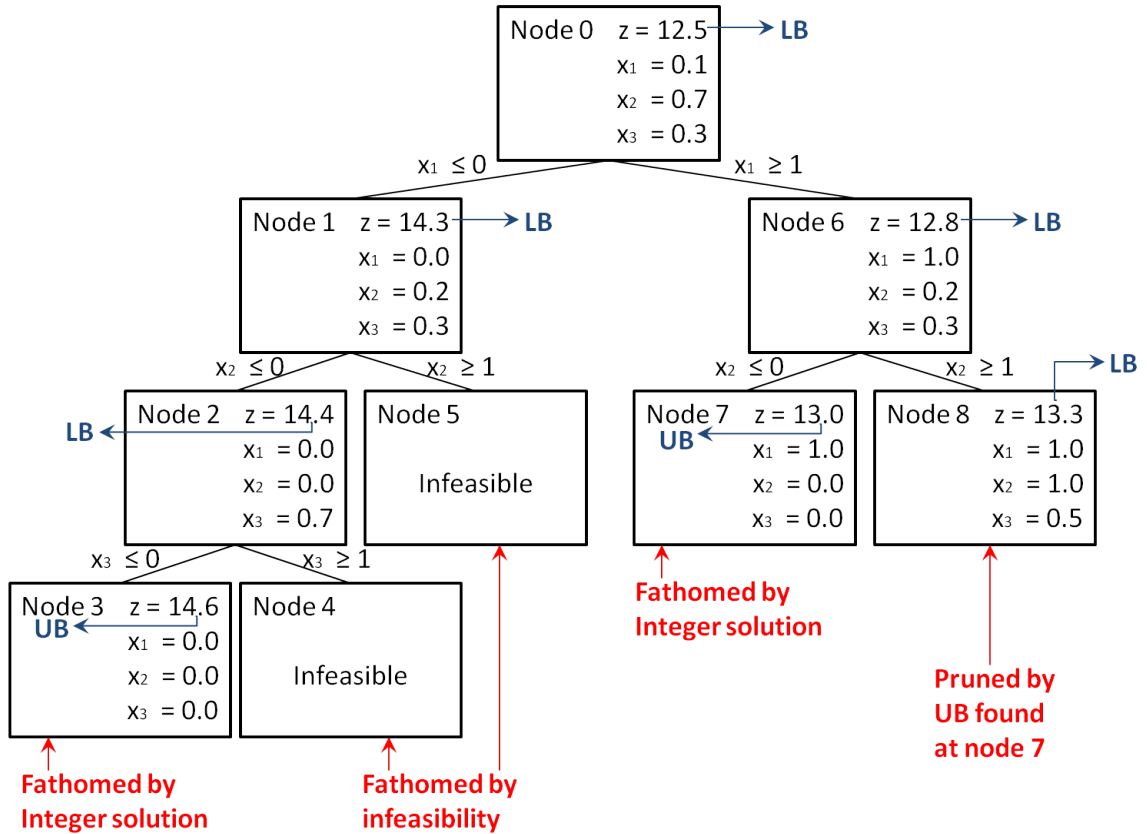 Node 0 z = 12.5 LB
x1 = 0.1
x2 = 0.7
x3 = 0.3
x1 ≤ 0 x1 ≥ 1
Node 1 z = 14.3 LB
x1 = 0.0
x2 = 0.2
x3 = 0.3
Node 6 z = 12.8 LB
x1 = 1.0
x2 = 0.2
x3 = 0.3
x2 ≤ 0 x2 ≥ 1
x2 ≤ 0 x2 ≥ 1
LB
Node 2 z = 14.4
LB
x1 = 0.0
x2 = 0.0
x3 = 0.7
Node 5
Infeasible
Node 7 z = 13.0
UB
x1 = 1.0
x2 = 0.0
x3 = 0.0
Node 8 z = 13.3
x1 = 1.0
x2 = 1.0
x3 = 0.5
x3 ≤ 0 x3 ≥ 1
Node 3 z = 14.6
UB
x1 = 0.0
x2 = 0.0
x3 = 0.0
Node 4
Infeasible
Fathomed by
Integer solution
Pruned by
UB found
at node 7
Fathomed by
Integer solution
Fathomed by
infeasibility